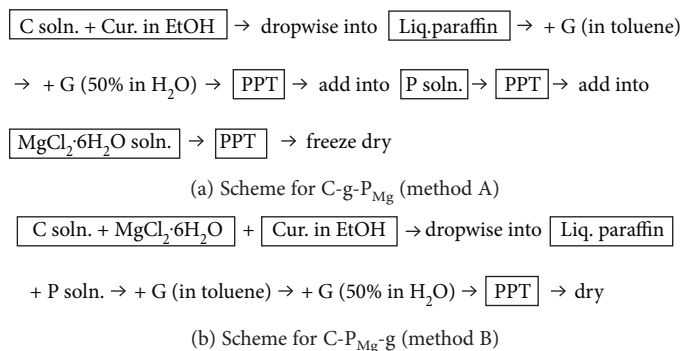 C soln. + Cur. in EtOH → dropwise into Liq.paraffin → + G (in toluene)
→ + G (50% in H₂O) → PPT → add into P soln. → PPT → add into
MgCl₂·6H₂O soln. → PPT → freeze dry
(a) Scheme for C-g-P_Mg (method A)
C soln. + MgCl₂·6H₂O + Cur. in EtOH → dropwise into Liq. paraffin
+ P soln. → + G (in toluene) → + G (50% in H₂O) → PPT → dry
(b) Scheme for C-P_Mg-g (method B)